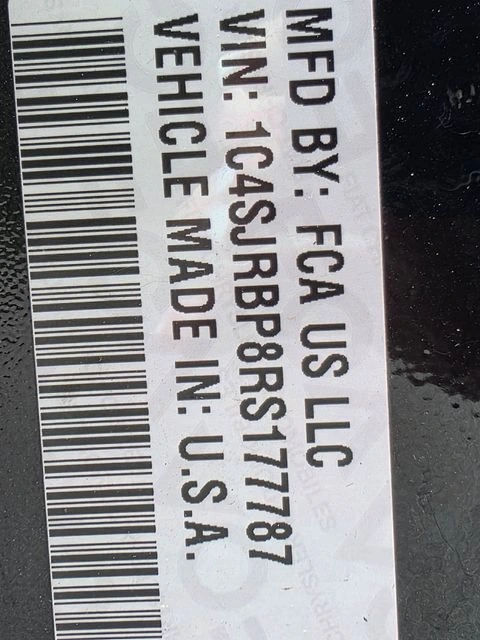 MFD BY: FCA US LLC
VIN: 1C4SJRBP8RS177787
VEHICLE MADE IN: U.S.A.